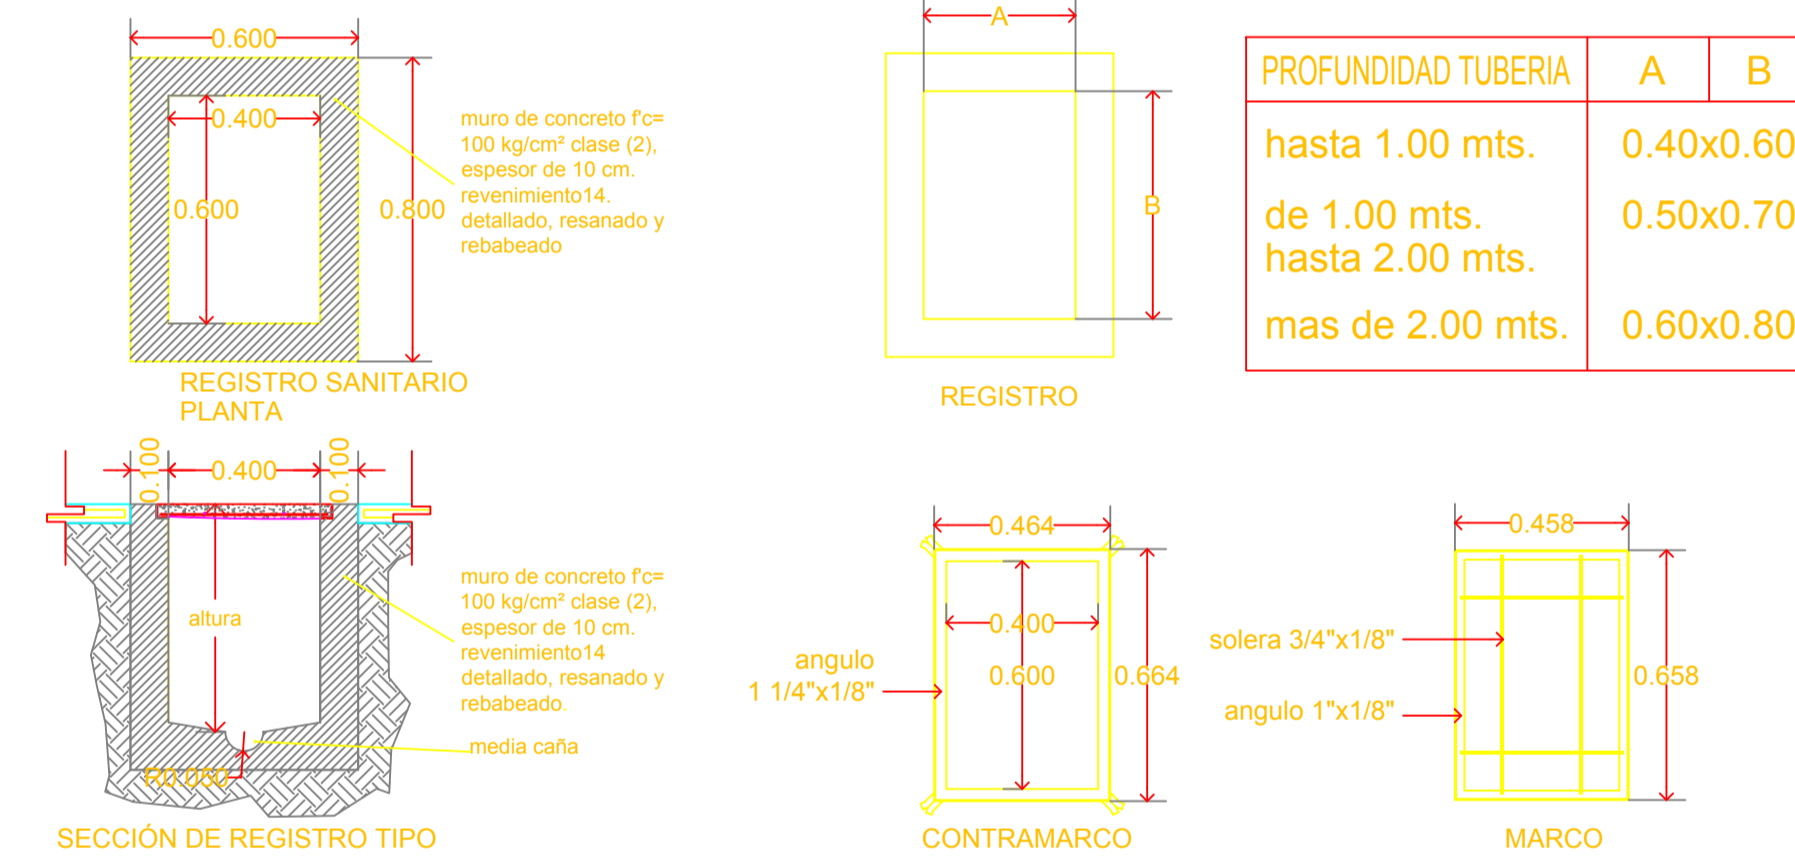 0.600
0.400
0.600
0.800
muro de concreto f'c=
100 kg/cm² clase (2),
espesor de 10 cm.
revenimiento14.
detallado, resanado y
rebabeado
REGISTRO SANITARIO
PLANTA
A
B
REGISTRO
PROFUNDIDAD TUBERIA A B
hasta 1.00 mts. 0.40x0.60
de 1.00 mts. 0.50x0.70
hasta 2.00 mts.
mas de 2.00 mts. 0.60x0.80
0.100
0.400
0.100
altura
muro de concreto f'c=
100 kg/cm² clase (2),
espesor de 10 cm.
revenimiento14
detallado, resanado y
rebabeado.
media caña
R0.050
SECCIÓN DE REGISTRO TIPO
0.464
0.400
0.600
0.664
angulo
1 1/4"x1/8"
CONTRAMARCO
0.458
solera 3/4"x1/8"
0.658
angulo 1"x1/8"
MARCO